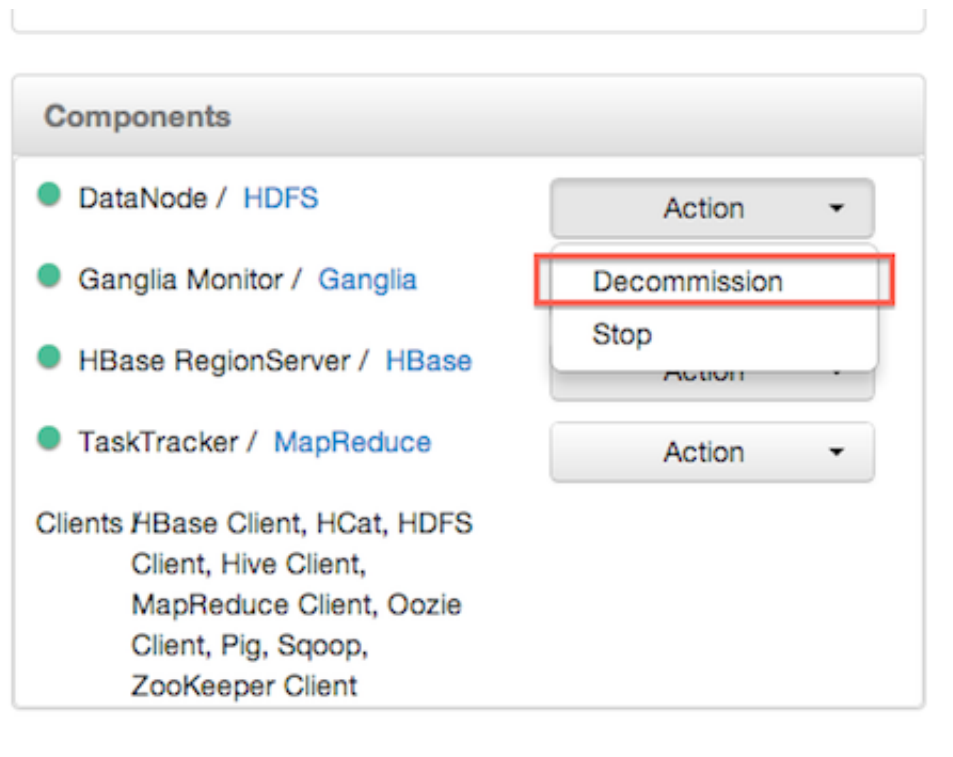 Components
DataNode / HDFS
Action
Decommission
Stop
Ganglia Monitor / Ganglia
HBase RegionServer / HBase
Action
TaskTracker / MapReduce
Action
Clients / HBase Client, HCat, HDFS
Client, Hive Client,
MapReduce Client, Oozie
Client, Pig, Sqoop,
ZooKeeper Client